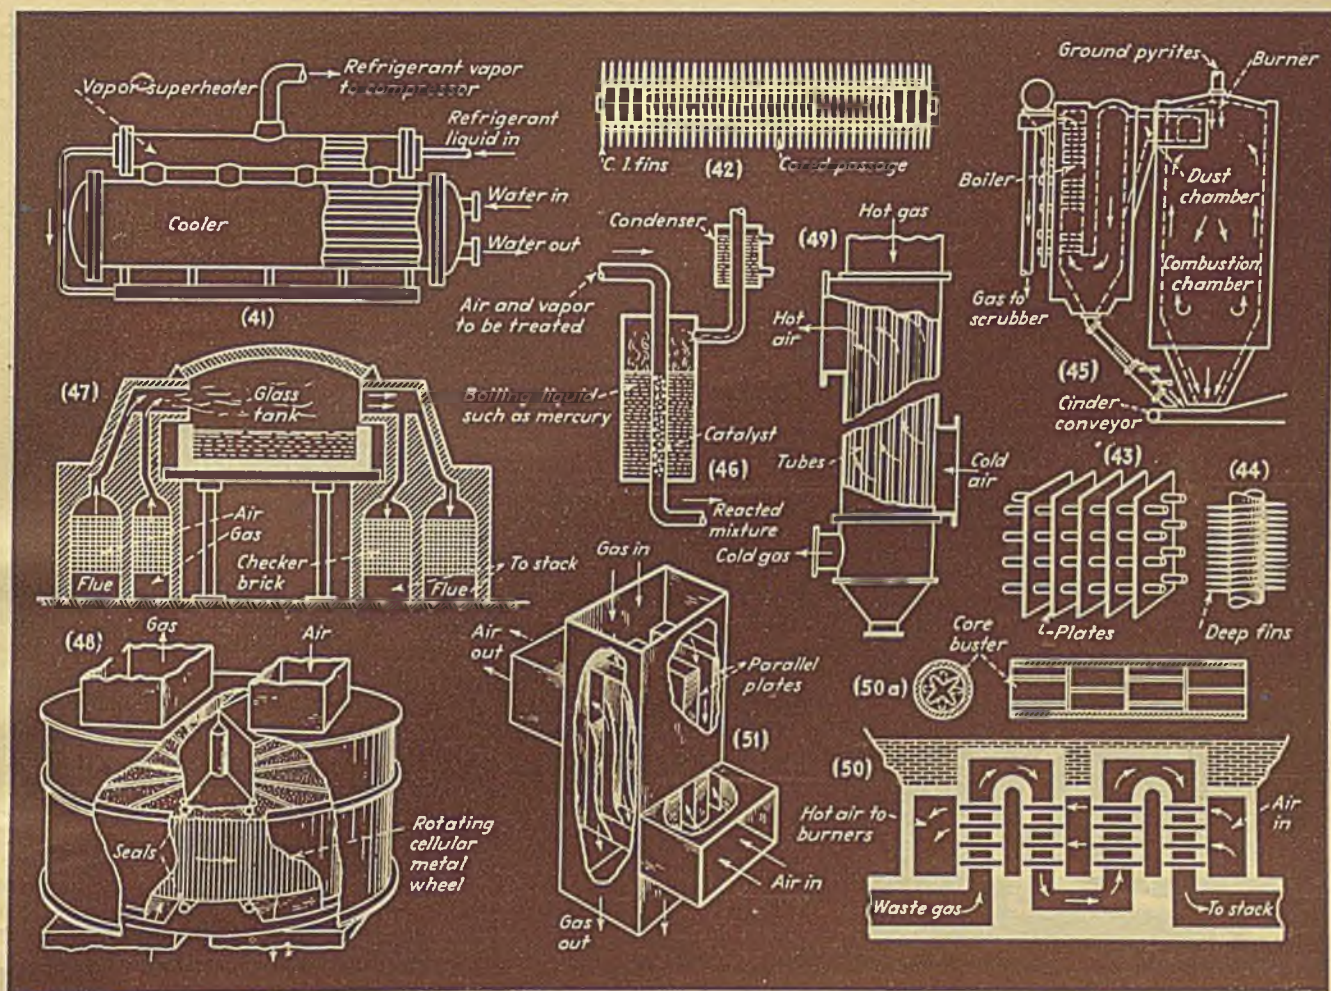 Vapor superheater
Refrigerant vapor
to compressor
Refrigerant
liquid in
Cooler
Water in
Water out
(41)
C. I. fins
(42)
Cored passage
Ground pyrites
Burner
Boiler
Dust
chamber
Combustion
chamber
Gas to
scrubber
(45)
Cinder
conveyor
Condenser
Air and vapor
to be treated
Boiling liquid
such as mercury
Catalyst
(46)
Reacted
mixture
(49)
Hot gas
Hot
air
Tubes
Cold
air
Cold gas
(47)
Glass
tank
Air
Gas
Flue
Checker
brick
Flue
To stack
(43)
Plates
(44)
Deep fins
(48)
Gas
Air
Seals
Rotating
cellular
metal
wheel
Gas in
Air
out
Parallel
plates
(51)
Air in
Gas
out
Core
buster
(50a)
(50)
Hot air to
burners
Air
in
Waste gas
To stack